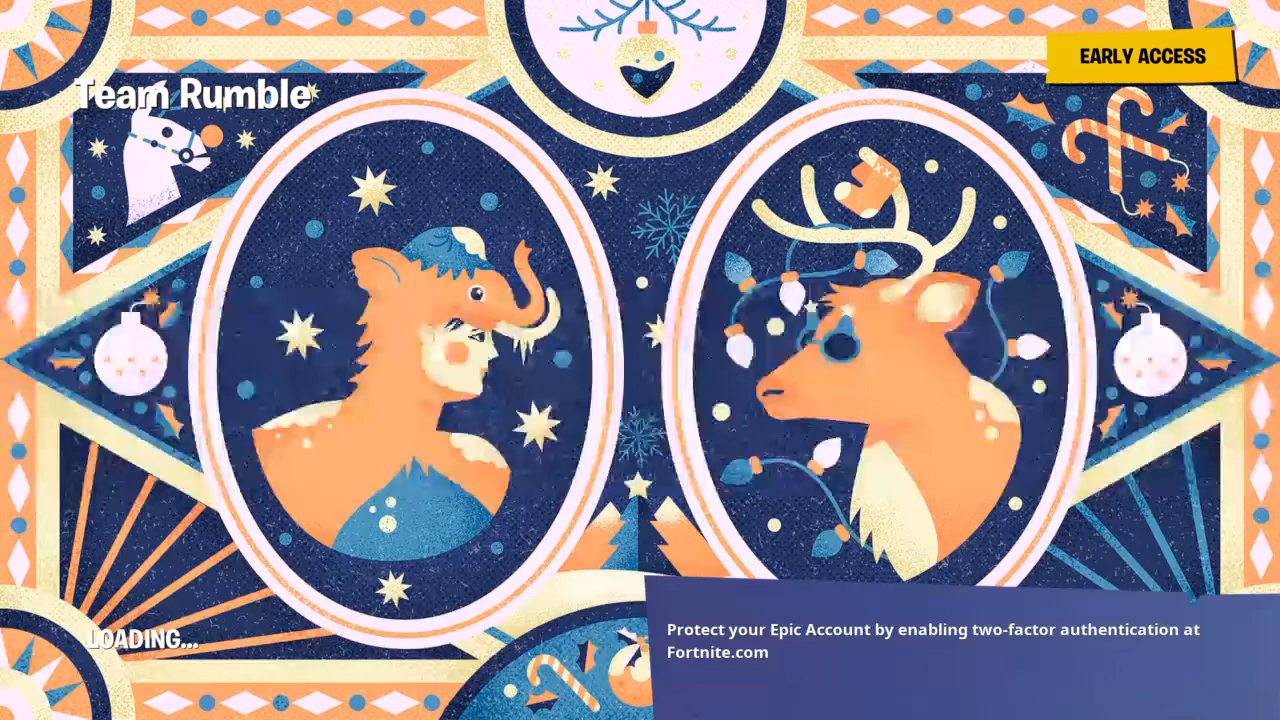 EARLY ACCESS
Team Rumble
LOADING...
Protect your Epic Account by enabling two-factor authentication at
Fortnite.com